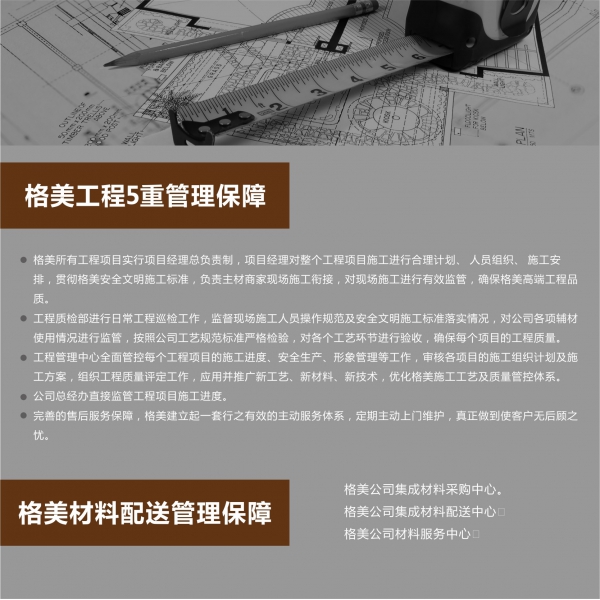 格美工程5重管理保障
格美所有工程项目实行项目经理总负责制，项目经理对整个工程项目施工进行合理计划、 人员组织、 施工安
排，贯彻格美安全文明施工标准，负责主材商家现场施工衔接，对现场施工进行有效监管，确保格美高端工程品
质。
工程质检部进行日常工程巡检工作，监督现场施工人员操作规范及安全文明施工标准落实情况，对公司各项辅材
使用情况进行监管，按照公司工艺规范标准严格检验，对各个工艺环节进行验收，确保每个项目的工程质量。
工程管理中心全面管控每个工程项目的施工进度、安全生产、形象管理等工作，审核各项目的施工组织计划及施
工方案，组织工程质量评定工作，应用并推广新工艺、新材料、新技术，优化格美施工工艺及质量管控体系。
公司总经办直接监管工程项目施工进度。
完善的售后服务保障，格美建立起一套行之有效的主动服务体系，定期主动上门维护，真正做到使客户无后顾之
忧。
格美材料配送管理保障
格美公司集成材料采购中心。
格美公司集成材料配送中心
格美公司材料服务中心